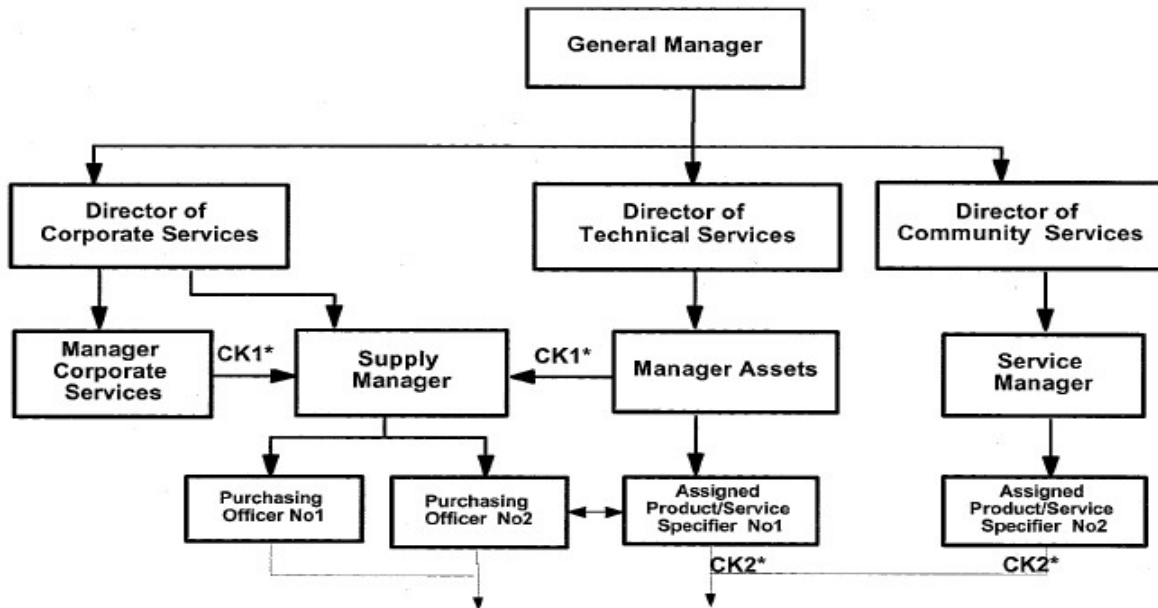 General Manager
Director of
Corporate Services
Director of
Technical Services
Director of
Community Services
Manager
Corporate
Services
CK1*
Supply
Manager
CK1*
Manager Assets
Service
Manager
Purchasing
Officer No1
Purchasing
Officer No2
Assigned
Product/Service
Specifier No1
Assigned
Product/Service
Specifier No2
CK2*
CK2*